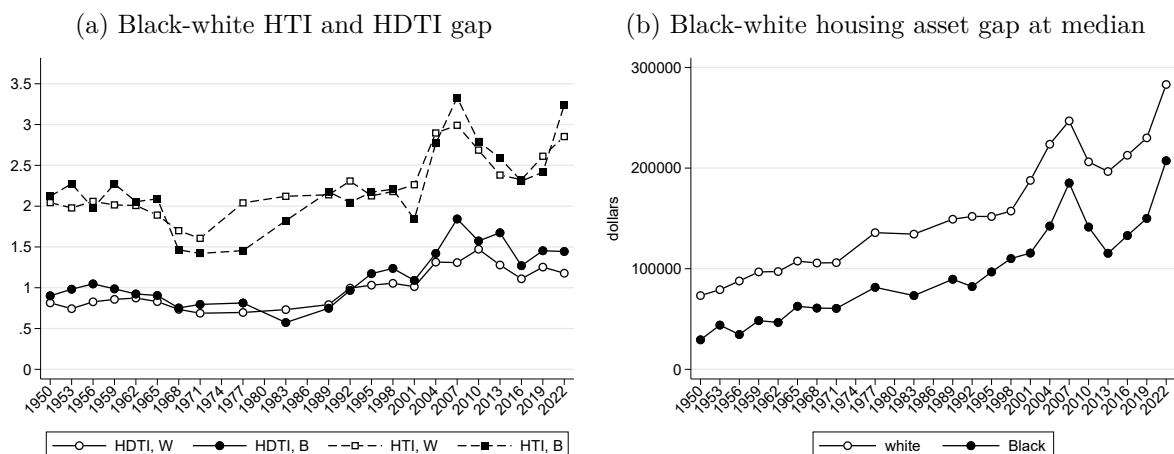 (a) Black-white HTI and HDTI gap
3.5
3
2.5
2
1.5
1
.5
0
1950 1953 1956 1959 1962 1965 1968 1971 1974 1977 1980 1983 1986 1989 1992 1995 1998 2001 2004 2007 2010 2013 2016 2019 2022
HDTI, W HDTI, B HTI, W HTI, B
(b) Black-white housing asset gap at median
300000
200000
100000
0
dollars
1950 1953 1956 1959 1962 1965 1968 1971 1974 1977 1980 1983 1986 1989 1992 1995 1998 2001 2004 2007 2010 2013 2016 2019 2022
white Black